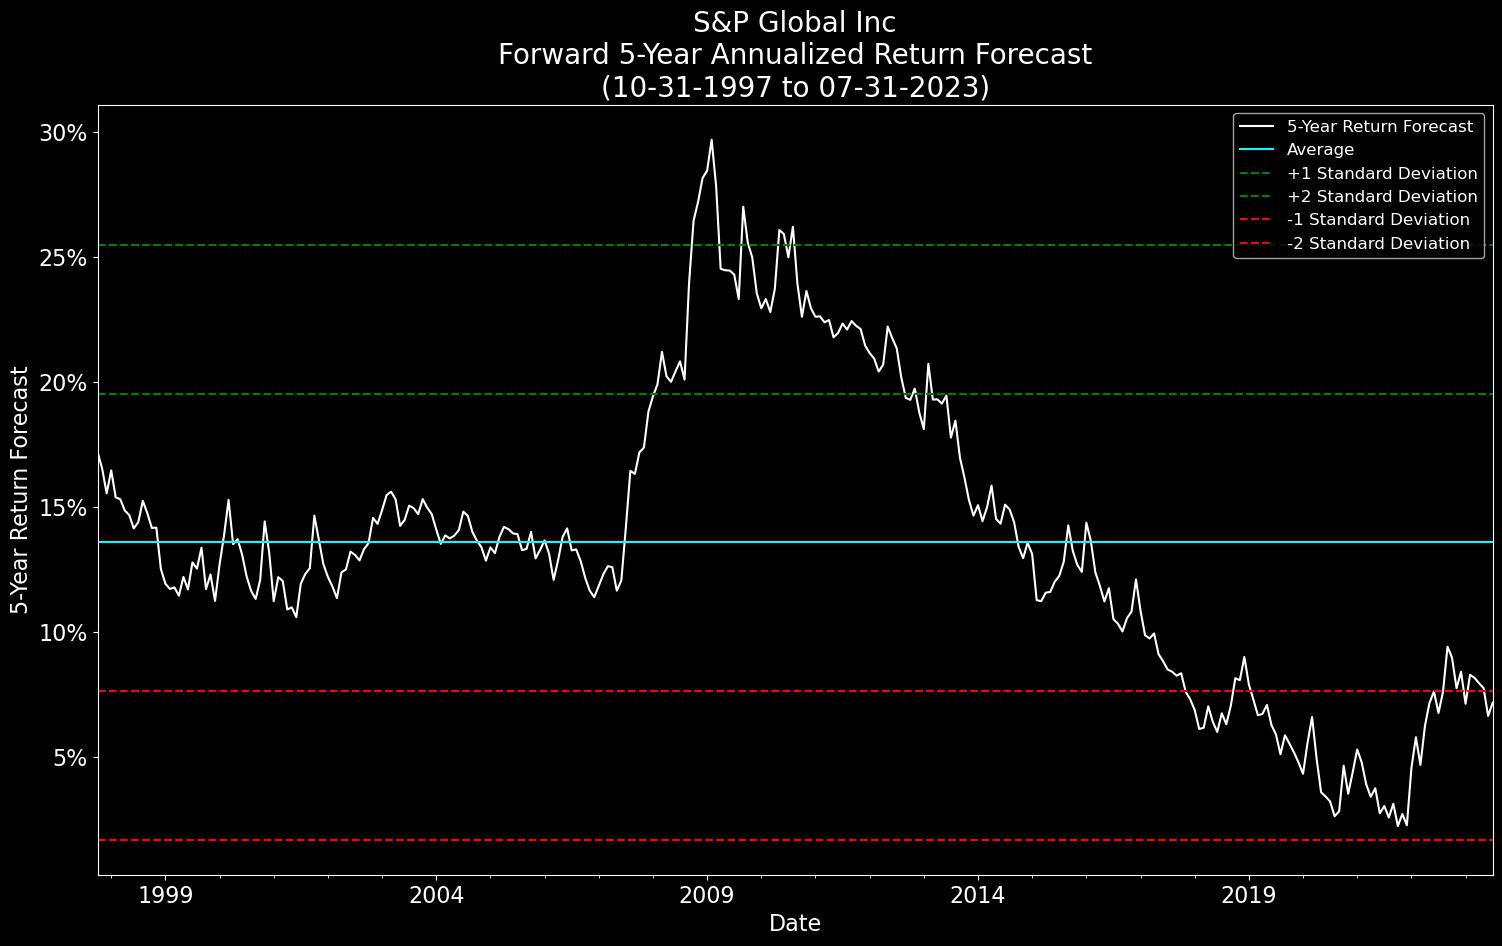 S&P Global Inc
Forward 5-Year Annualized Return Forecast
(10-31-1997 to 07-31-2023)
5-Year Return Forecast
Average
+1 Standard Deviation
+2 Standard Deviation
-1 Standard Deviation
-2 Standard Deviation
5-Year Return Forecast
30%
25%
20%
15%
10%
5%
1999 2004 2009 2014 2019
Date